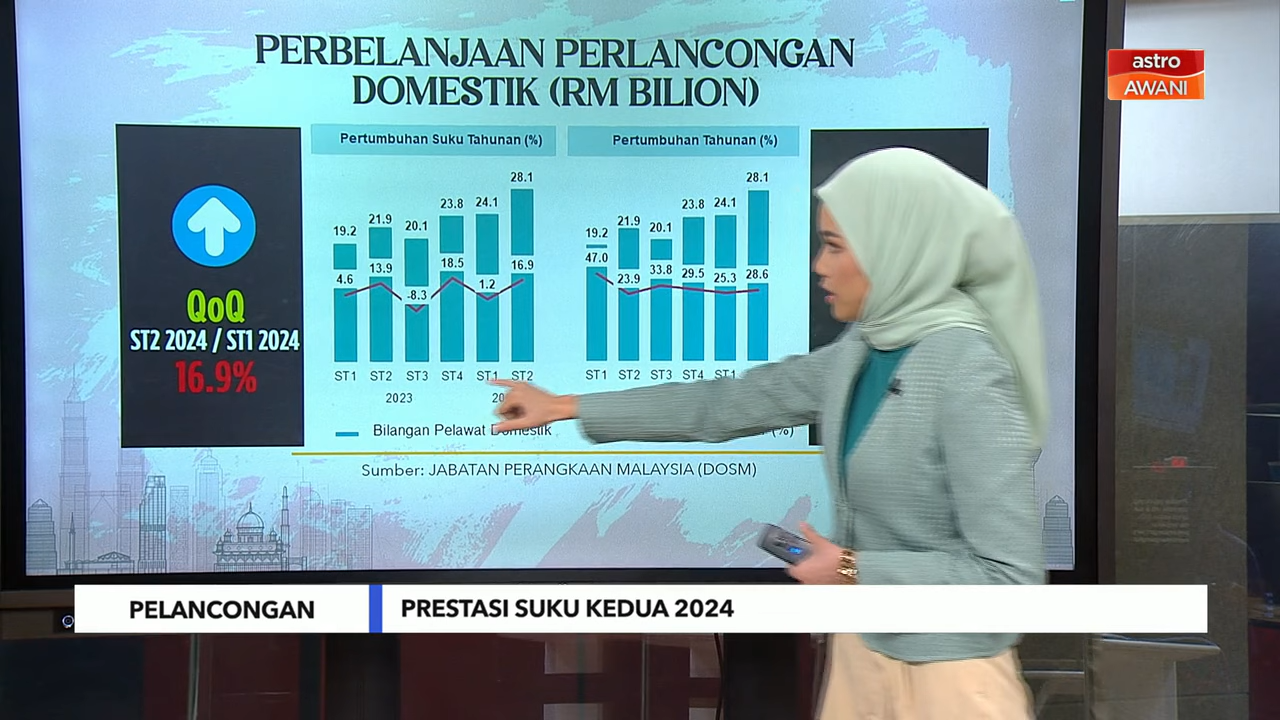 PERBELANJAAN PERLANCONGAN
DOMESTIK (RM BILION)
astro
AWANI
Pertumbuhan Suku Tahunan (%)
19.2 21.9 20.1 23.8 24.1 28.1
4.6 13.9 -8.3 18.5 1.2 16.9
ST1 ST2 ST3 ST4 ST1 ST2
2023
Pertumbuhan Tahunan (%)
19.2 21.9 20.1 23.8 24.1 28.1
47.0 23.9 33.8 29.5 25.3 28.6
ST1 ST2 ST3 ST4 ST1
QoQ
ST2 2024 / ST1 2024
16.9%
Bilangan Pelawat Domestik
(%)
Sumber: JABATAN PERANGKAAN MALAYSIA (DOSM)
PELANCONGAN
PRESTASI SUKU KEDUA 2024